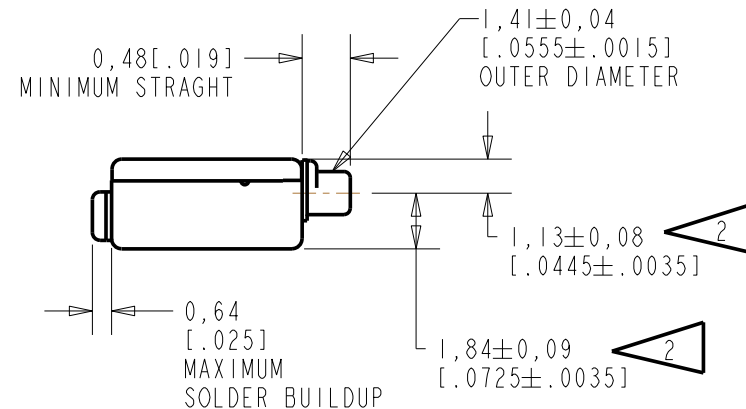 0,48[.019]
MINIMUM STRAGHT
1,41±0,04
[.0555±.0015]
OUTER DIAMETER
1,13±0,08
[.0445±.0035]
2
0,64
[.025]
MAXIMUM
SOLDER BUILDUP
1,84±0,09
[.0725±.0035]
2